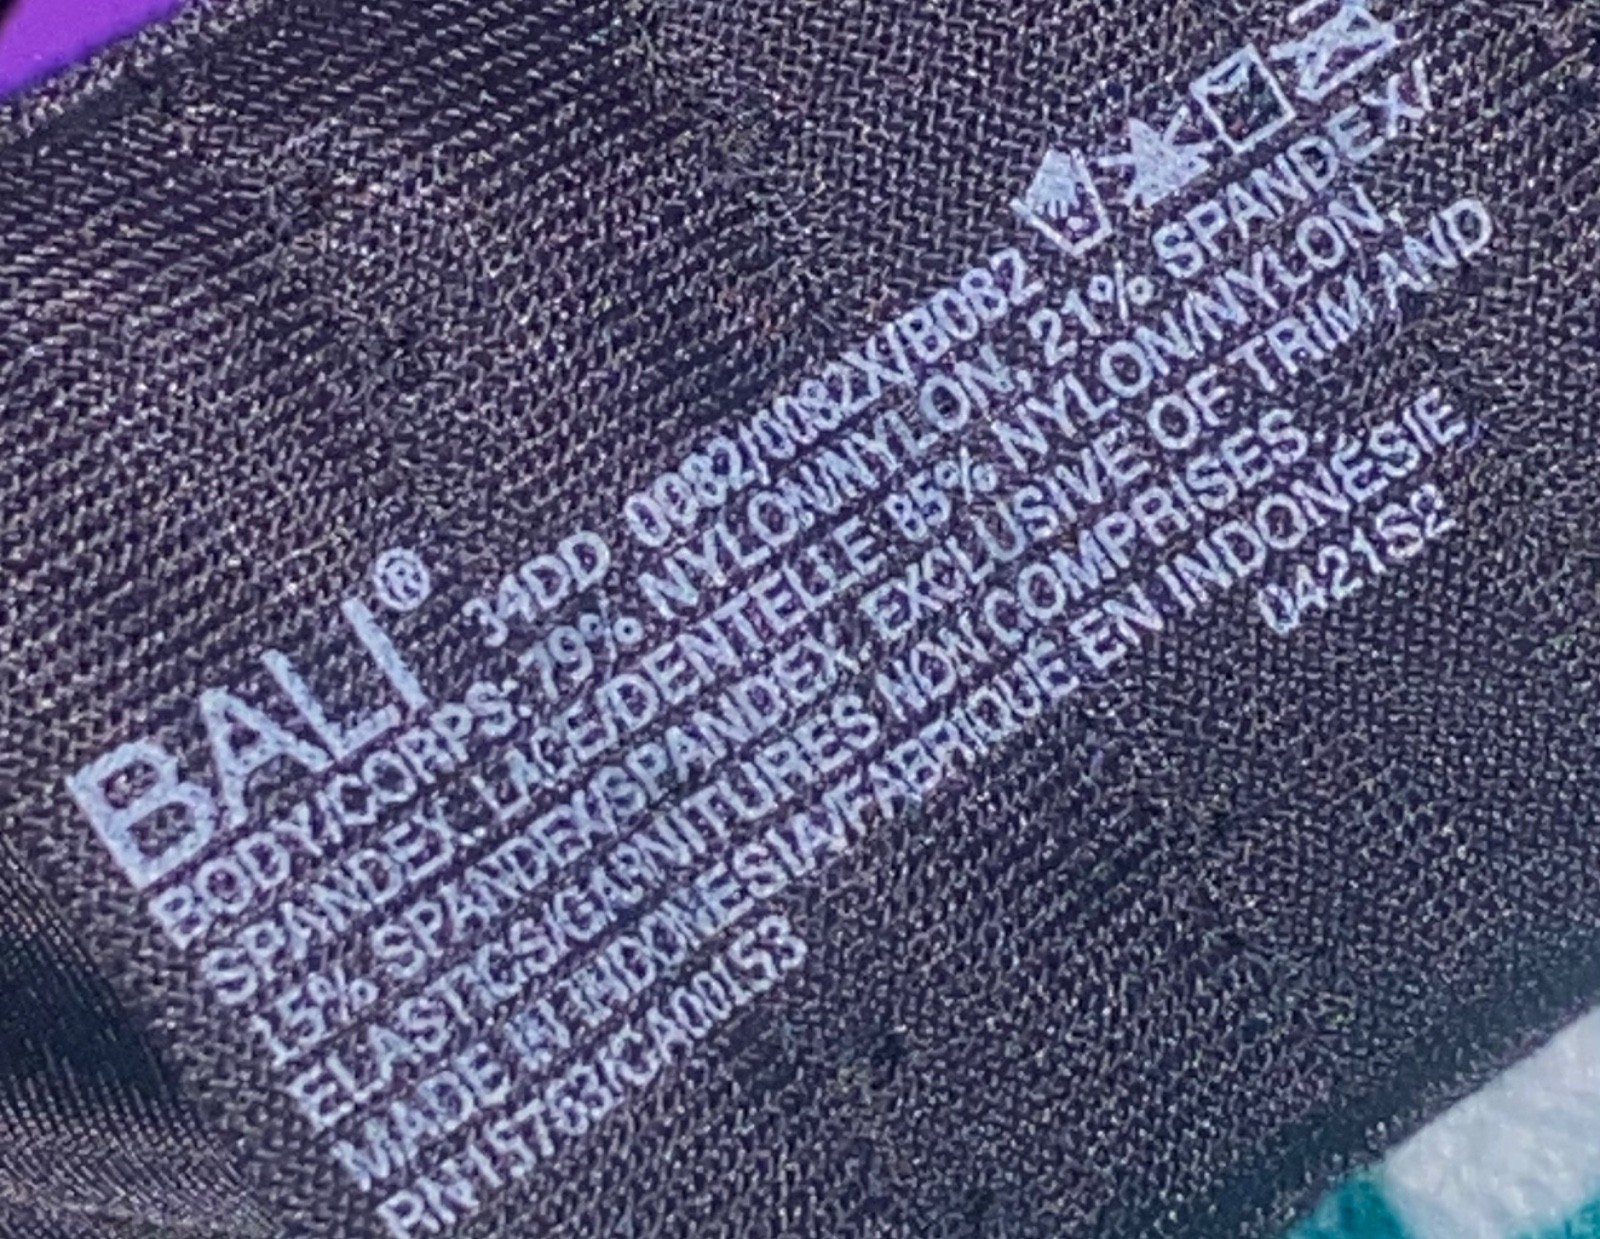 BALI® 34DD 0082/0082X/B082
BODY/CORPS: 79% NYLON/NYLON, 21% SPANDEX/
SPANDEX. LACE/DENTELLE 85% NYLON/NYLON
15% SPANDEX/SPANDEX. EXCLUSIVE OF TRIM AND
ELASTICS/GARNITURES NON COMPRISES.
MADE IN INDONESIA/FABRIQUE EN INDONÉSIE
RN15763/CA00153
0421S2